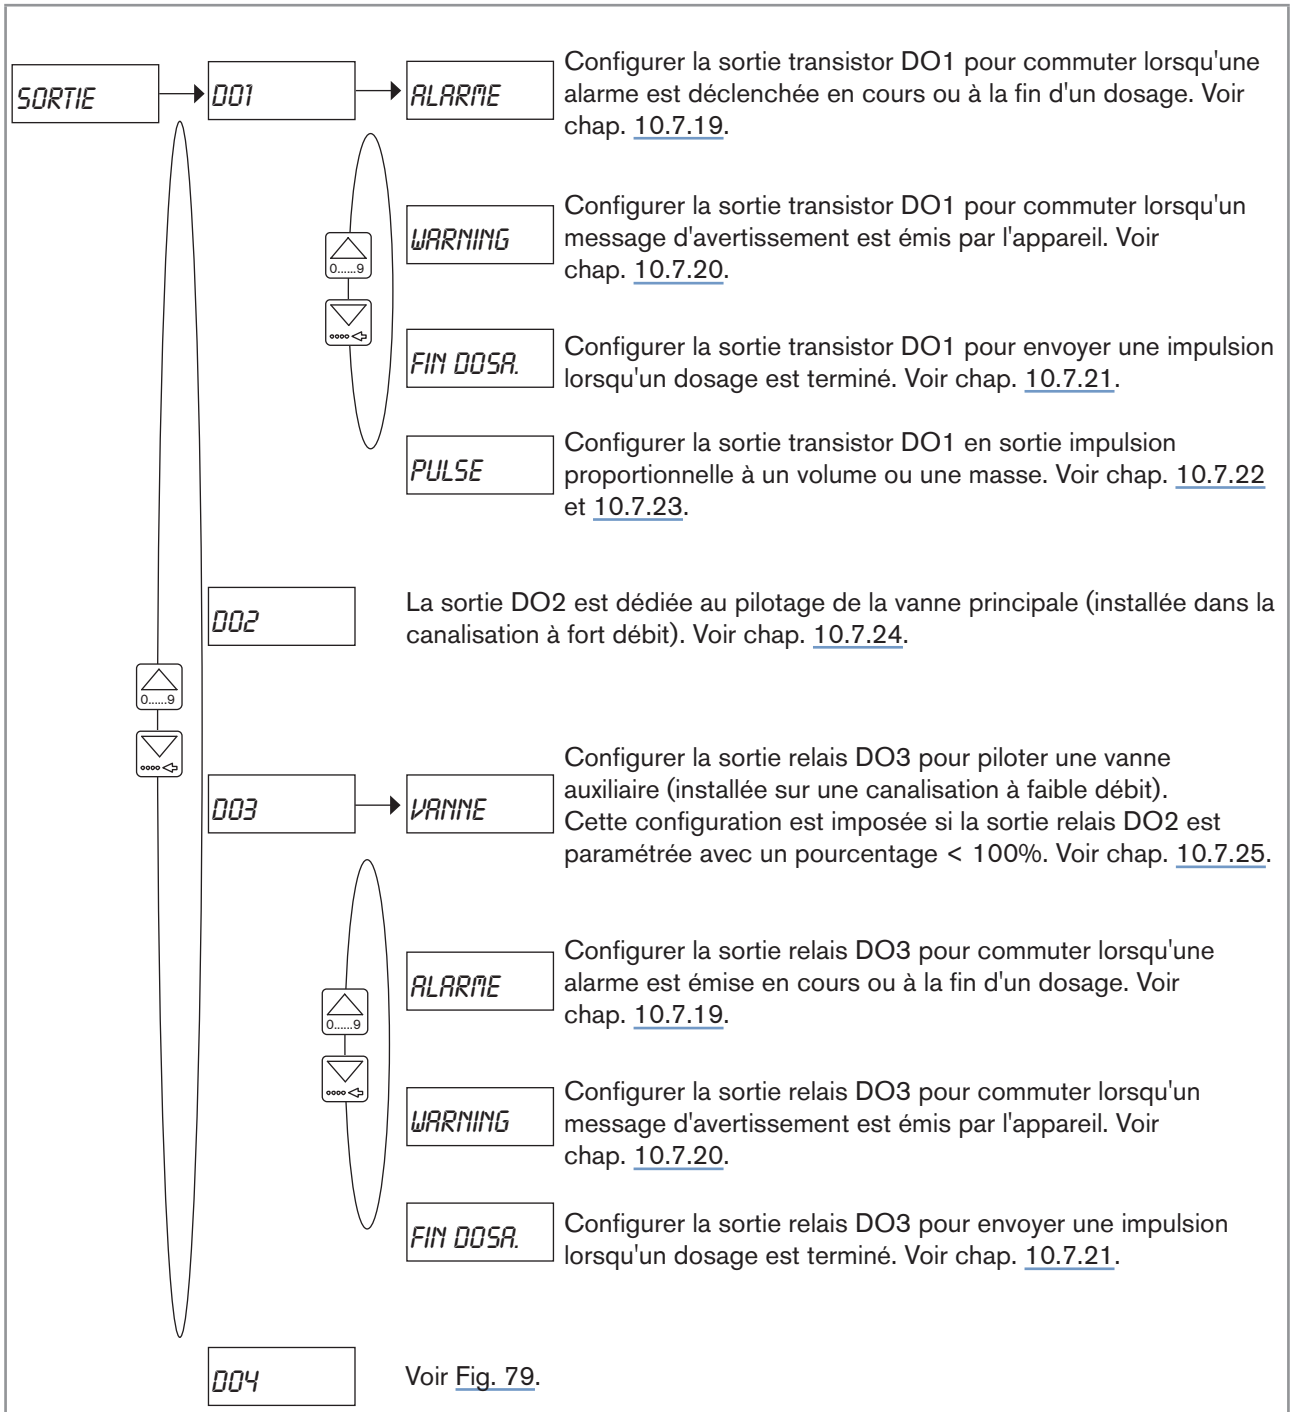 SORTIE
DO1
ALARME
Configurer la sortie transistor DO1 pour commuter lorsqu'une
alarme est déclenchée en cours ou à la fin d'un dosage. Voir
chap. 10.7.19.
WARNING
Configurer la sortie transistor DO1 pour commuter lorsqu'un
message d'avertissement est émis par l'appareil. Voir
chap. 10.7.20.
0......9
FIN DOSA.
Configurer la sortie transistor DO1 pour envoyer une impulsion
lorsqu'un dosage est terminé. Voir chap. 10.7.21.
PULSE
Configurer la sortie transistor DO1 en sortie impulsion
proportionnelle à un volume ou une masse. Voir chap. 10.7.22
et 10.7.23.
DO2
La sortie DO2 est dédiée au pilotage de la vanne principale (installée dans la
canalisation à fort débit). Voir chap. 10.7.24.
0......9
DO3
VANNE
Configurer la sortie relais DO3 pour piloter une vanne
auxiliaire (installée sur une canalisation à faible débit).
Cette configuration est imposée si la sortie relais DO2 est
paramétrée avec un pourcentage < 100%. Voir chap. 10.7.25.
ALARME
Configurer la sortie relais DO3 pour commuter lorsqu'une
alarme est émise en cours ou à la fin d'un dosage. Voir
chap. 10.7.19.
0......9
WARNING
Configurer la sortie relais DO3 pour commuter lorsqu'un
message d'avertissement est émis par l'appareil. Voir
chap. 10.7.20.
FIN DOSA.
Configurer la sortie relais DO3 pour envoyer une impulsion
lorsqu'un dosage est terminé. Voir chap. 10.7.21.
DO4
Voir Fig. 79.